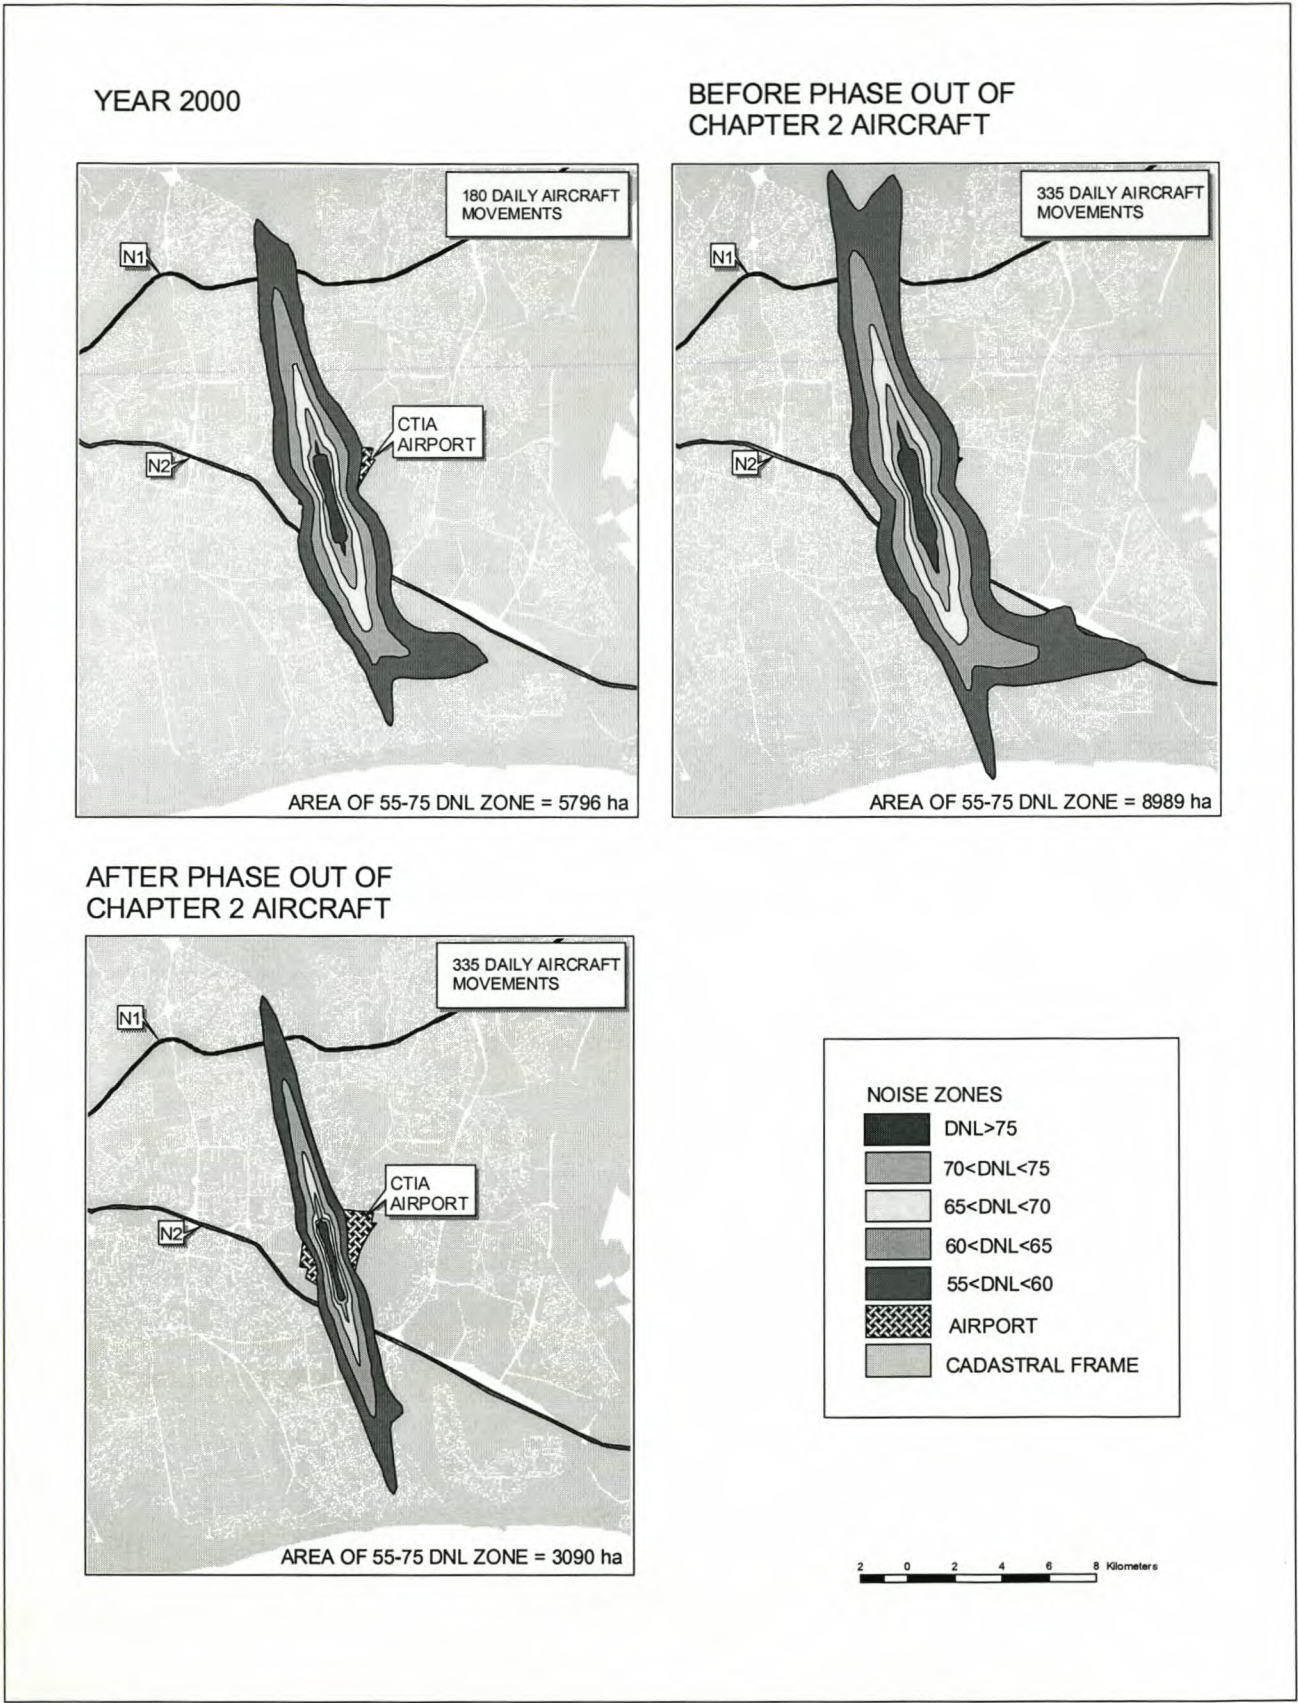 YEAR 2000
180 DAILY AIRCRAFT
MOVEMENTS
N1
CTIA
AIRPORT
N2
AREA OF 55-75 DNL ZONE = 5796 ha
BEFORE PHASE OUT OF
CHAPTER 2 AIRCRAFT
335 DAILY AIRCRAFT
MOVEMENTS
N1
N2
AREA OF 55-75 DNL ZONE = 8989 ha
AFTER PHASE OUT OF
CHAPTER 2 AIRCRAFT
335 DAILY AIRCRAFT
MOVEMENTS
N1
CTIA
AIRPORT
N2
AREA OF 55-75 DNL ZONE = 3090 ha
NOISE ZONES
DNL>75
70<DNL<75
65<DNL<70
60<DNL<65
55<DNL<60
AIRPORT
CADASTRAL FRAME
2 0 2 4 6 8 Kilometers